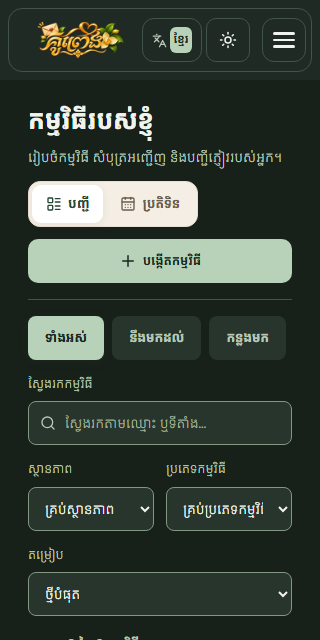 គូព្រេង
ខ្មែរ
កម្មវិធីរបស់ខ្ញុំ
រៀបចំកម្មវិធី សំបុត្រអញ្ជើញ និងបញ្ជីភ្ញៀវរបស់អ្នក។
បញ្ជី
ប្រតិទិន
បង្កើតកម្មវិធី
ទាំងអស់
នឹងមកដល់
កន្លងមក
ស្វែងរកកម្មវិធី
ស្វែងរកតាមឈ្មោះ ឬទីតាំង...
ស្ថានភាព
ប្រភេទកម្មវិធី
គ្រប់ស្ថានភាព
គ្រប់ប្រភេទកម្មវិធី
តម្រៀប
ថ្មីបំផុត